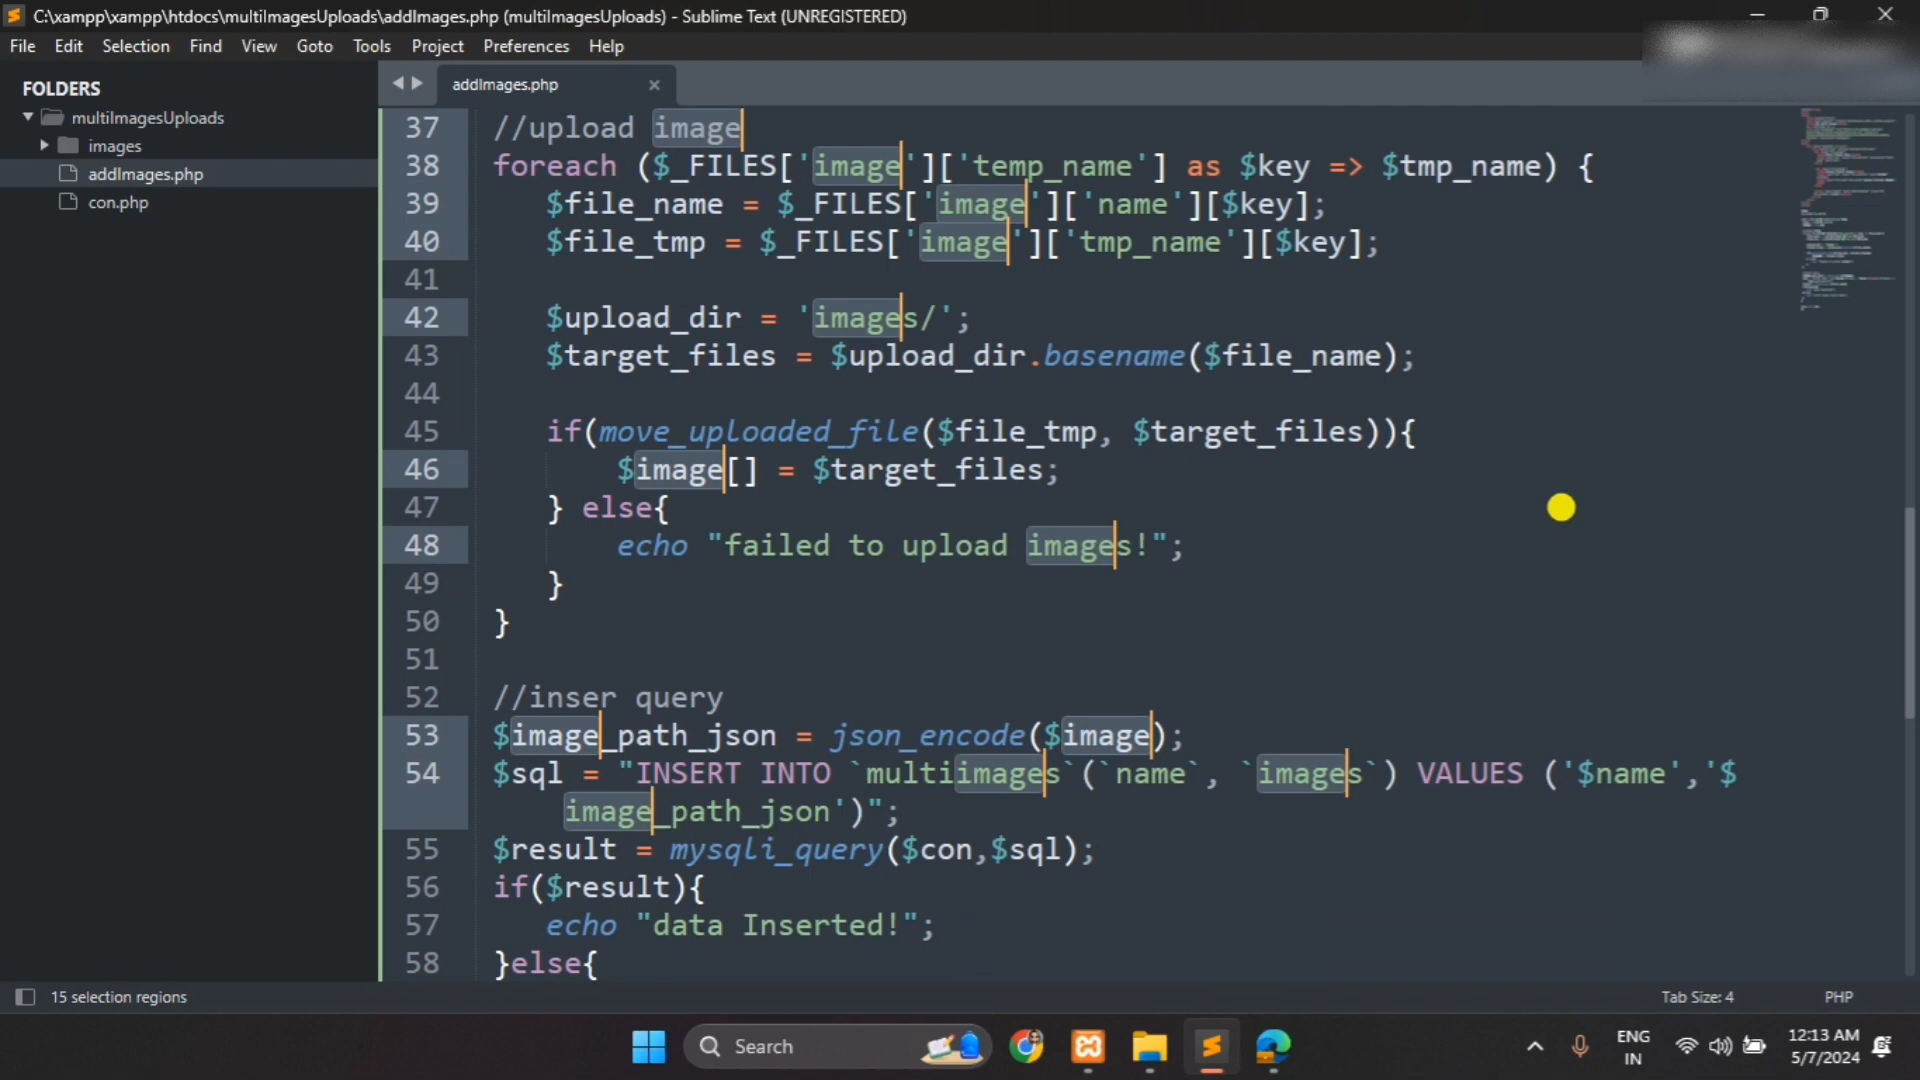 C:\xampp\xampp\htdocs\multiImagesUploads\addImages.php (multiImagesUploads) - Sublime Text (UNREGISTERED)
File Edit Selection Find View Goto Tools Project Preferences Help
FOLDERS
multiImagesUploads
images
addImages.php
con.php
addImages.php
37 //upload image
38 foreach ($_FILES['image']['temp_name'] as $key => $tmp_name) {
39 $file_name = $_FILES['image']['name'][$key];
40 $file_tmp = $_FILES['image']['tmp_name'][$key];
41
42 $upload_dir = 'images/';
43 $target_files = $upload_dir.basename($file_name);
44
45 if(move_uploaded_file($file_tmp, $target_files)){
46 $image[] = $target_files;
47 } else{
48 echo "failed to upload images!";
49 }
50 }
51
52 //inser query
53 $image_path_json = json_encode($image);
54 $sql = "INSERT INTO `multiimages`(`name`, `images`) VALUES ('$name','$
image_path_json')";
55 $result = mysqli_query($con,$sql);
56 if($result){
57 echo "data Inserted!";
58 }else{
15 selection regions
Tab Size: 4
PHP
Search
ENG
IN
12:13 AM
5/7/2024